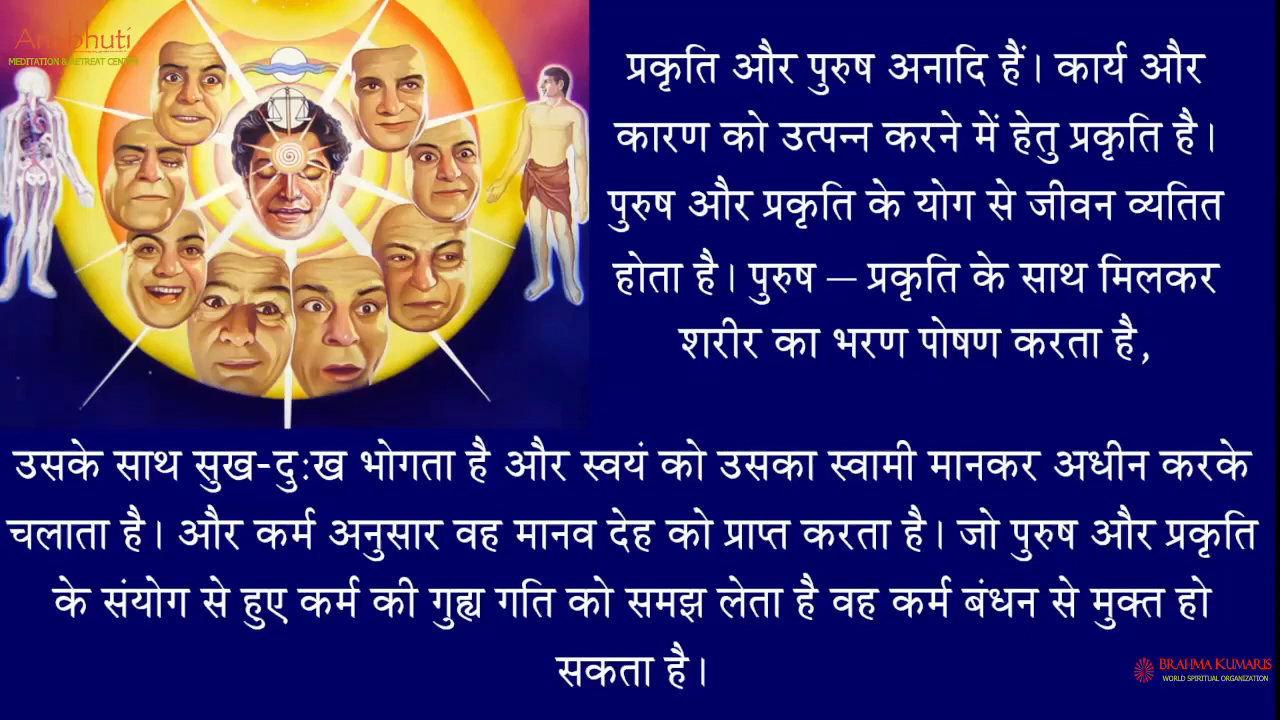 Anubhuti
MEDITATION & RETREAT CENTER
प्रकृति और पुरुष अनादि हैं। कार्य और
कारण को उत्पन्न करने में हेतु प्रकृति है।
पुरुष और प्रकृति के योग से जीवन व्यतित
होता है। पुरुष – प्रकृति के साथ मिलकर
शरीर का भरण पोषण करता है,
उसके साथ सुख-दुःख भोगता है और स्वयं को उसका स्वामी मानकर अधीन करके
चलाता है। और कर्म अनुसार वह मानव देह को प्राप्त करता है। जो पुरुष और प्रकृति
के संयोग से हुए कर्म की गुह्य गति को समझ लेता है वह कर्म बंधन से मुक्त हो
सकता है।
BRAHMA KUMARIS
WORLD SPIRITUAL ORGANIZATION